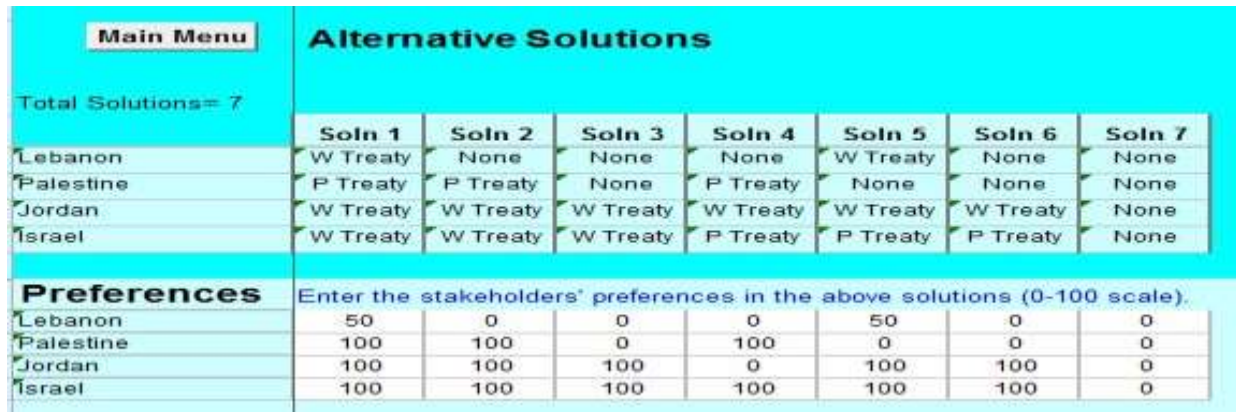 Main Menu
Alternative Solutions
Total Solutions= 7
Soln 1 Soln 2 Soln 3 Soln 4 Soln 5 Soln 6 Soln 7
Lebanon W Treaty None None None W Treaty None None
Palestine P Treaty P Treaty None P Treaty None None None
Jordan W Treaty W Treaty W Treaty W Treaty W Treaty W Treaty None
Israel W Treaty W Treaty W Treaty P Treaty P Treaty P Treaty None
Preferences Enter the stakeholders' preferences in the above solutions (0-100 scale).
Lebanon 50 0 0 0 50 0 0
Palestine 100 100 0 100 0 0 0
Jordan 100 100 100 0 100 100 0
Israel 100 100 100 100 100 100 0